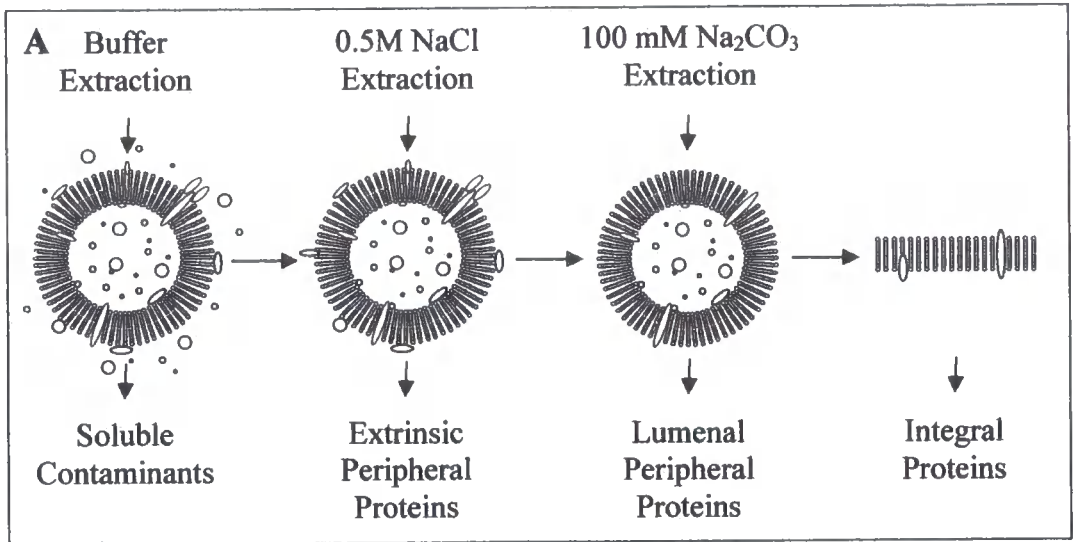 A Buffer
Extraction
0.5M NaCl
Extraction
100 mM Na₂CO₃
Extraction
Soluble
Contaminants
Extrinsic
Peripheral
Proteins
Lumenal
Peripheral
Proteins
Integral
Proteins